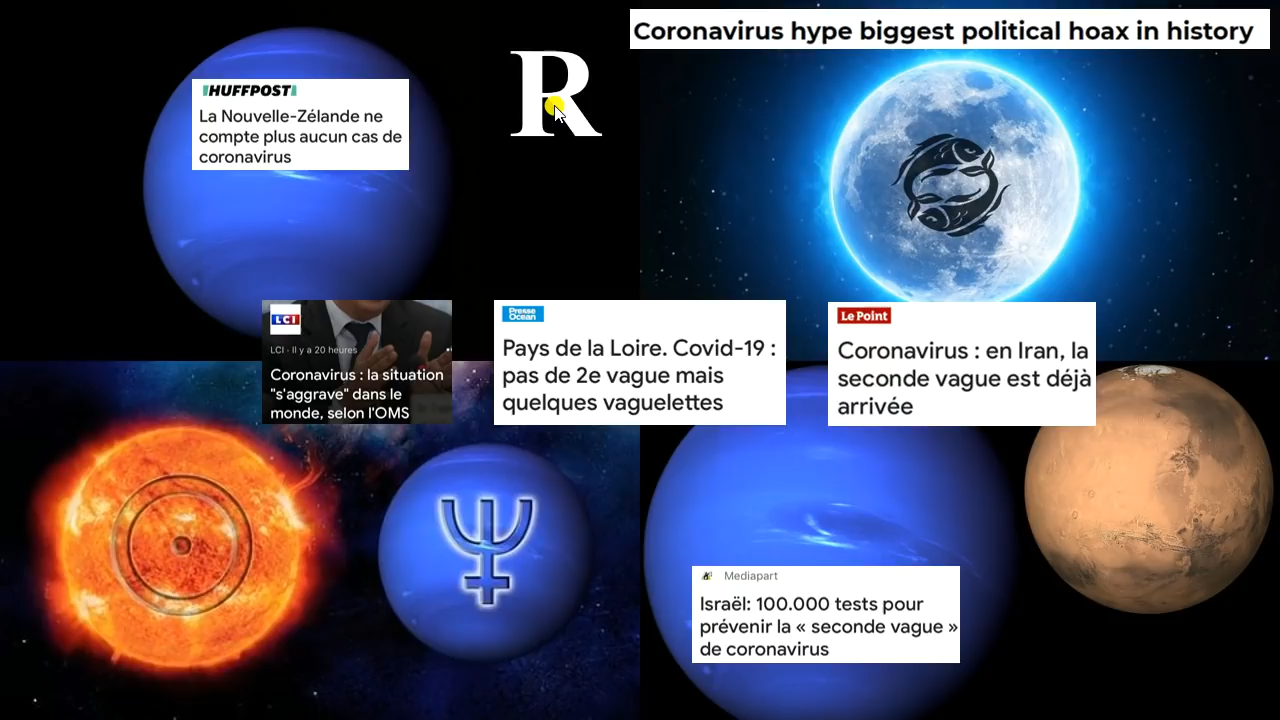 Coronavirus hype biggest political hoax in history
R
HUFFPOST
La Nouvelle-Zélande ne
compte plus aucun cas de
coronavirus
LCI
LCI · Il y a 20 heures
Coronavirus : la situation
"s'aggrave" dans le
monde, selon l'OMS
Presse
Océan
Pays de la Loire. Covid-19 :
pas de 2e vague mais
quelques vaguelettes
Le Point
Coronavirus : en Iran, la
seconde vague est déjà
arrivée
Mediapart
Israël: 100.000 tests pour
prévenir la « seconde vague »
de coronavirus